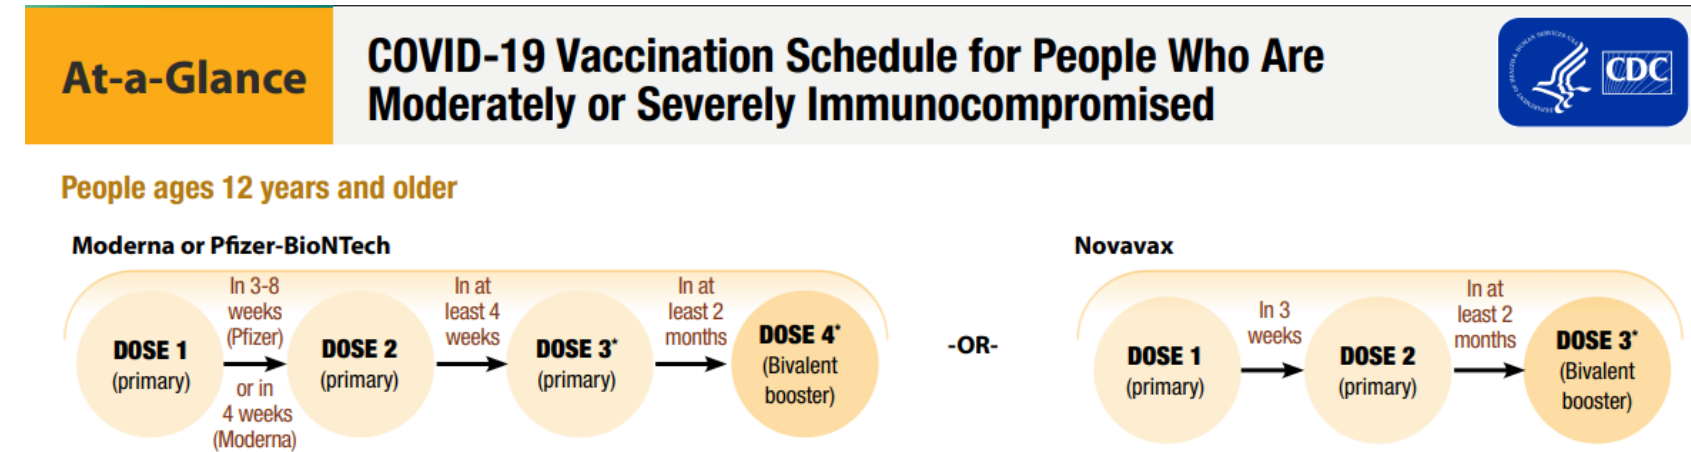 At-a-Glance
COVID-19 Vaccination Schedule for People Who Are
Moderately or Severely Immunocompromised
CDC
People ages 12 years and older
Moderna or Pfizer-BioNTech
DOSE 1
(primary)
In 3-8
weeks
(Pfizer)
or in
4 weeks
(Moderna)
DOSE 2
(primary)
In at
least 4
weeks
DOSE 3*
(primary)
In at
least 2
months
DOSE 4*
(Bivalent
booster)
-OR-
Novavax
DOSE 1
(primary)
In 3
weeks
DOSE 2
(primary)
In at
least 2
months
DOSE 3*
(Bivalent
booster)